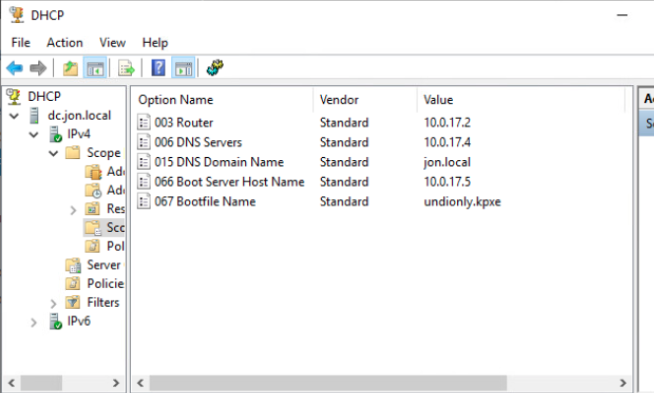 DHCP
File Action View Help
DHCP
dc.jon.local
IPv4
Scope
Ad
Ad
Res
Sco
Pol
Server
Policie
Filters
IPv6
Option Name Vendor Value
003 Router Standard 10.0.17.2
006 DNS Servers Standard 10.0.17.4
015 DNS Domain Name Standard jon.local
066 Boot Server Host Name Standard 10.0.17.5
067 Bootfile Name Standard undionly.kpxe
A
S